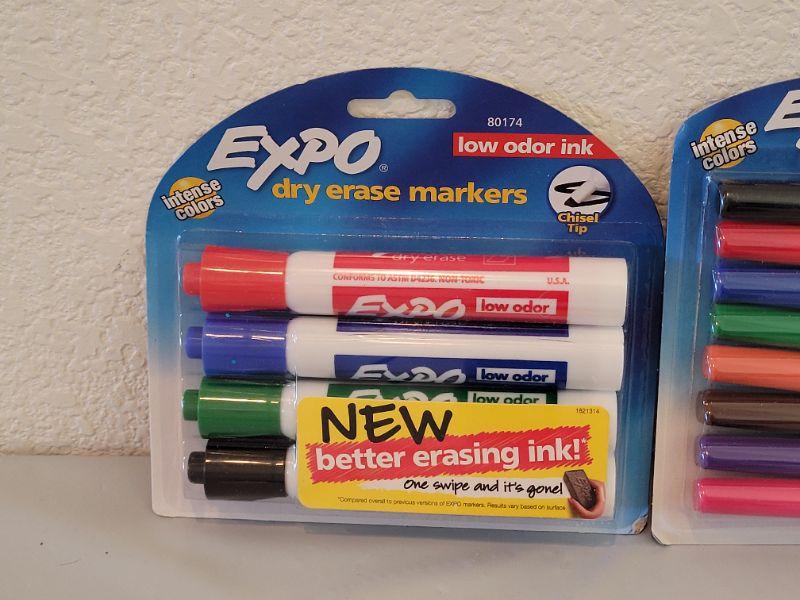 80174
EXPO®
low odor ink
dry erase markers
intense
colors
Chisel
Tip
dry erase
CONFORMS TO ASTM D4236. NON-TOXIC
U.S.A.
EXPO low odor
EXPO low odor
EXPO low odor
1821314
NEW
better erasing ink!*
One swipe and it's gone!
*Compared overall to previous versions of EXPO markers. Results vary based on surface
intense
colors